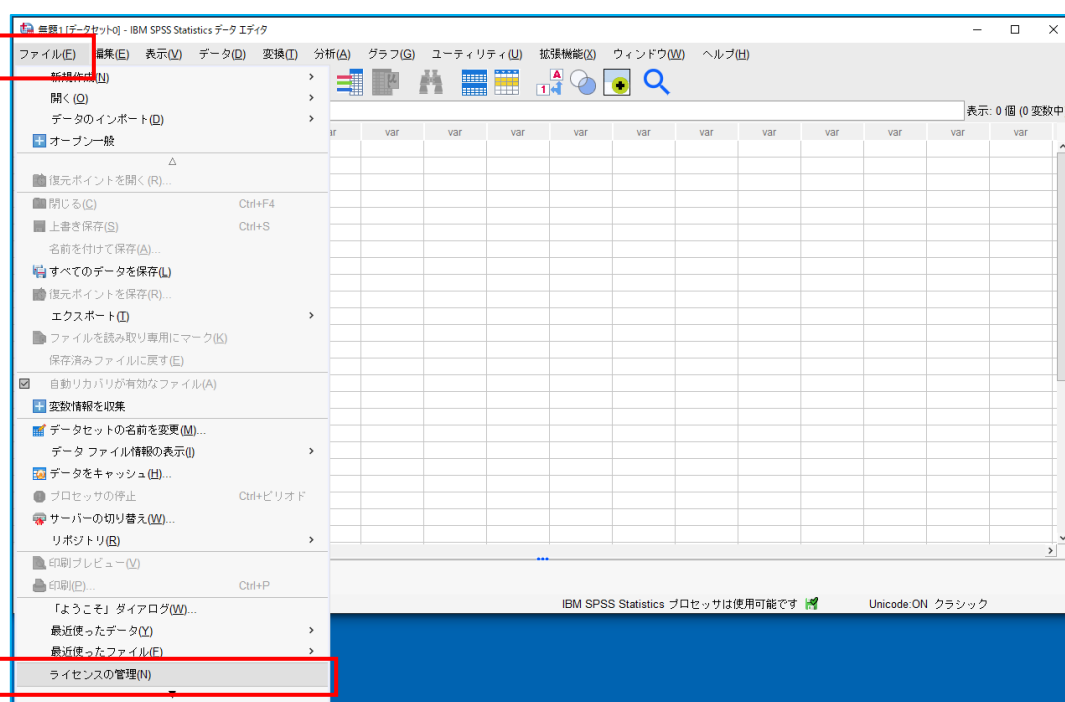 無題1 [データセット0] - IBM SPSS Statistics データ エディタ
ファイル(F) 編集(E) 表示(V) データ(D) 変換(T) 分析(A) グラフ(G) ユーティリティ(U) 拡張機能(X) ウィンドウ(W) ヘルプ(H)
新規作成(N)
開く(O)
データのインポート(D)
オープン一般
復元ポイントを開く(R)...
閉じる(C) Ctrl+F4
上書き保存(S) Ctrl+S
名前を付けて保存(A)...
すべてのデータを保存(L)
復元ポイントを保存(R)...
エクスポート(T)
ファイルを読み取り専用にマーク(K)
保存済みファイルに戻す(E)
自動リカバリが有効なファイル(A)
変数情報を収集
データセットの名前を変更(M)...
データ ファイル情報の表示(I)
データをキャッシュ(H)...
プロセッサの停止 Ctrl+ピリオド
サーバーの切り替え(W)...
リポジトリ(R)
印刷プレビュー(V)
印刷(P)... Ctrl+P
「ようこそ」ダイアログ(W)...
最近使ったデータ(Y)
最近使ったファイル(F)
ライセンスの管理(N)
表示: 0 個 (0 変数中
var var var var var var var var var var var
IBM SPSS Statistics プロセッサは使用可能です Unicode:ON クラシック